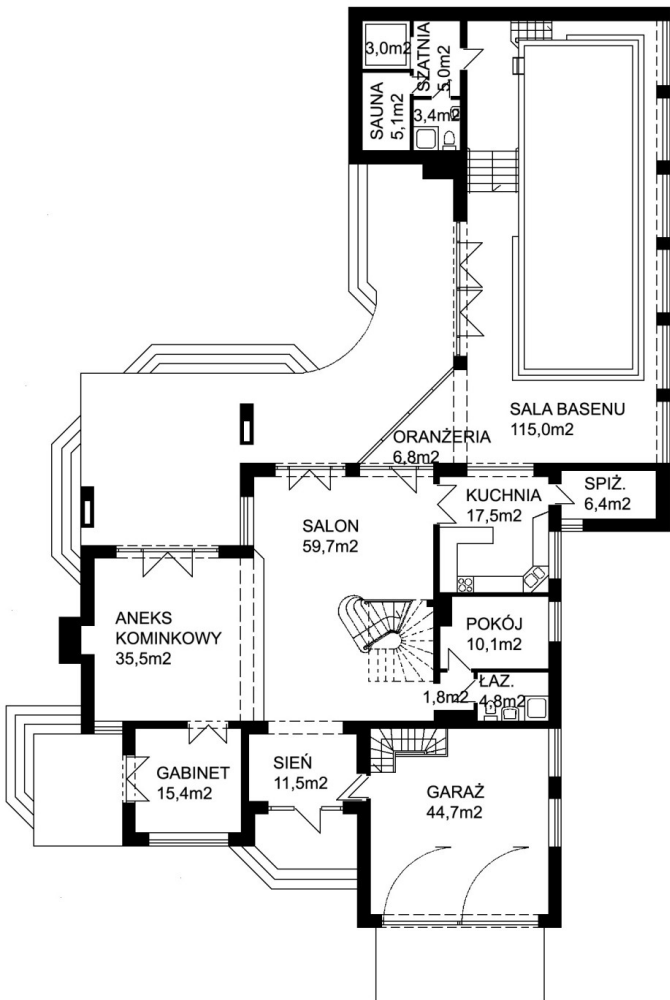 3,0m2
SZATNIA
5,0m2
SAUNA
5,1m2
3,4m2
SALA BASENU
115,0m2
ORANŻERIA
6,8m2
KUCHNIA
17,5m2
SPIŻ.
6,4m2
SALON
59,7m2
ANEKS
KOMINKOWY
35,5m2
POKÓJ
10,1m2
1,8m2
ŁAZ.
4,8m2
GABINET
15,4m2
SIEŃ
11,5m2
GARAŻ
44,7m2